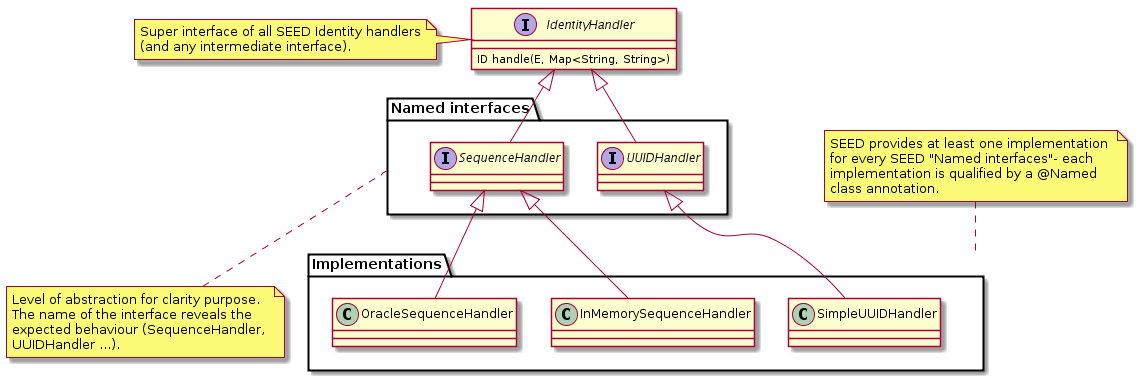 Super interface of all SEED Identity handlers
(and any intermediate interface).
I IdentityHandler
ID handle(E, Map<String, String>)
Named interfaces
I SequenceHandler
I UUIDHandler
SEED provides at least one implementation
for every SEED "Named interfaces"- each
implementation is qualified by a @Named
class annotation.
Level of abstraction for clarity purpose.
The name of the interface reveals the
expected behaviour (SequenceHandler,
UUIDHandler ...).
Implementations
C OracleSequenceHandler
C InMemorySequenceHandler
C SimpleUUIDHandler